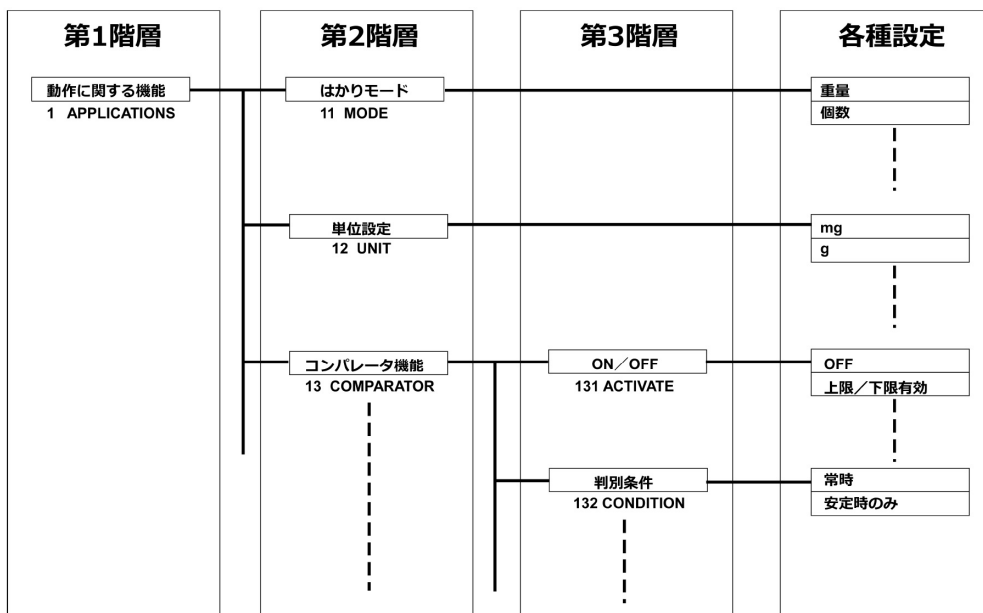 第1階層
第2階層
第3階層
各種設定
動作に関する機能
1 APPLICATIONS
はかりモード
11 MODE
重量
個数
単位設定
12 UNIT
mg
g
コンパレータ機能
13 COMPARATOR
ON／OFF
131 ACTIVATE
OFF
上限／下限有効
判別条件
132 CONDITION
常時
安定時のみ